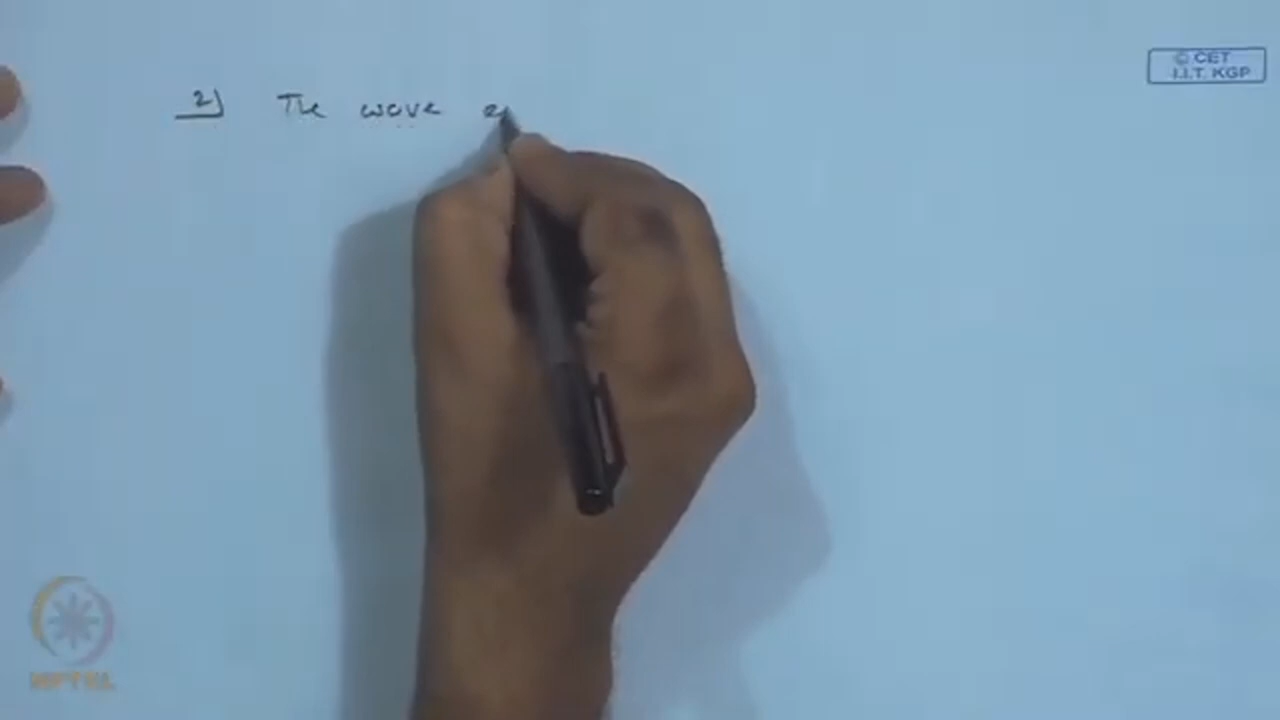 © CET
I.I.T. KGP
2) The wave
NPTEL